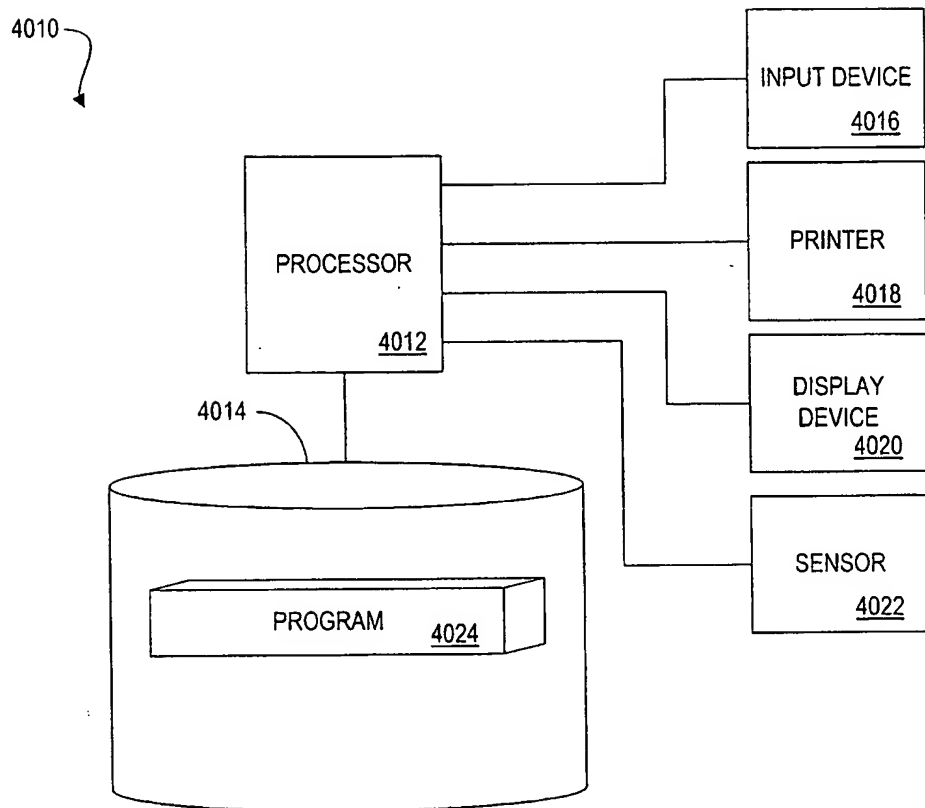 4010
INPUT DEVICE
4016
PROCESSOR
4012
PRINTER
4018
DISPLAY
DEVICE
4020
4014
SENSOR
4022
PROGRAM
4024